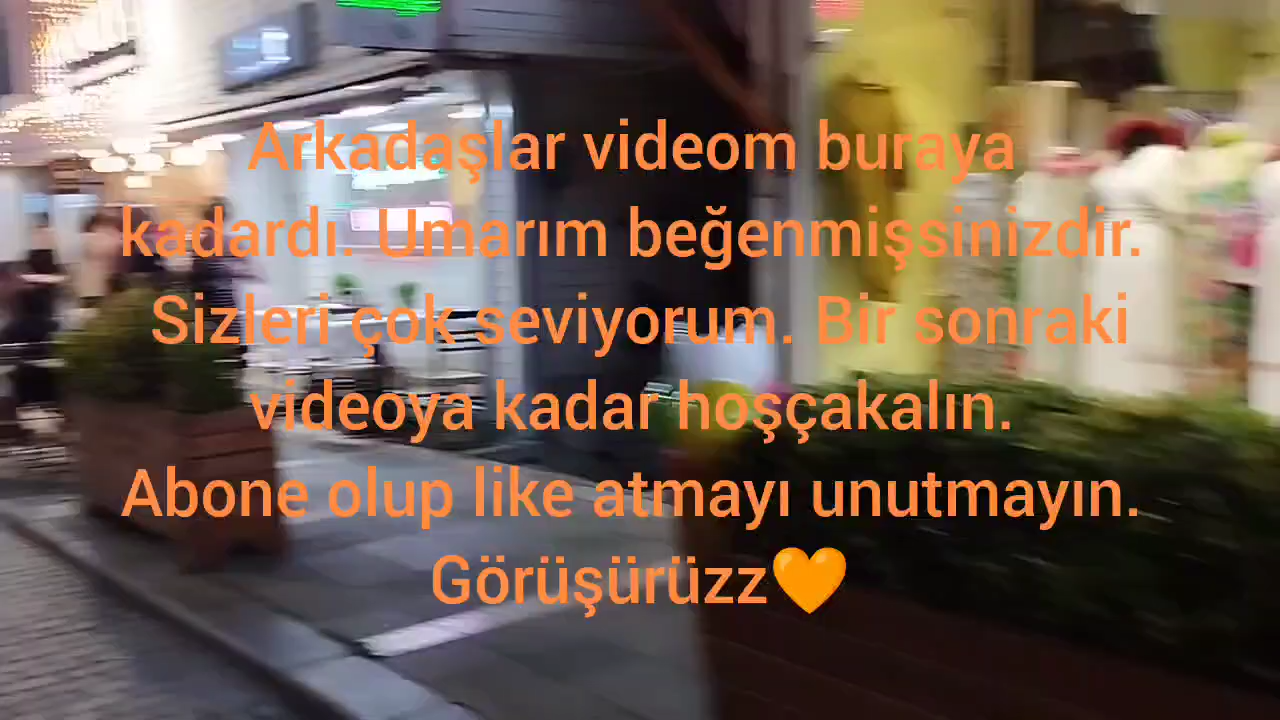 Arkadaşlar videom buraya
kadardı. Umarım beğenmişsinizdir.
Sizleri çok seviyorum. Bir sonraki
videoya kadar hoşçakalın.
Abone olup like atmayı unutmayın.
Görüşürüzz🧡